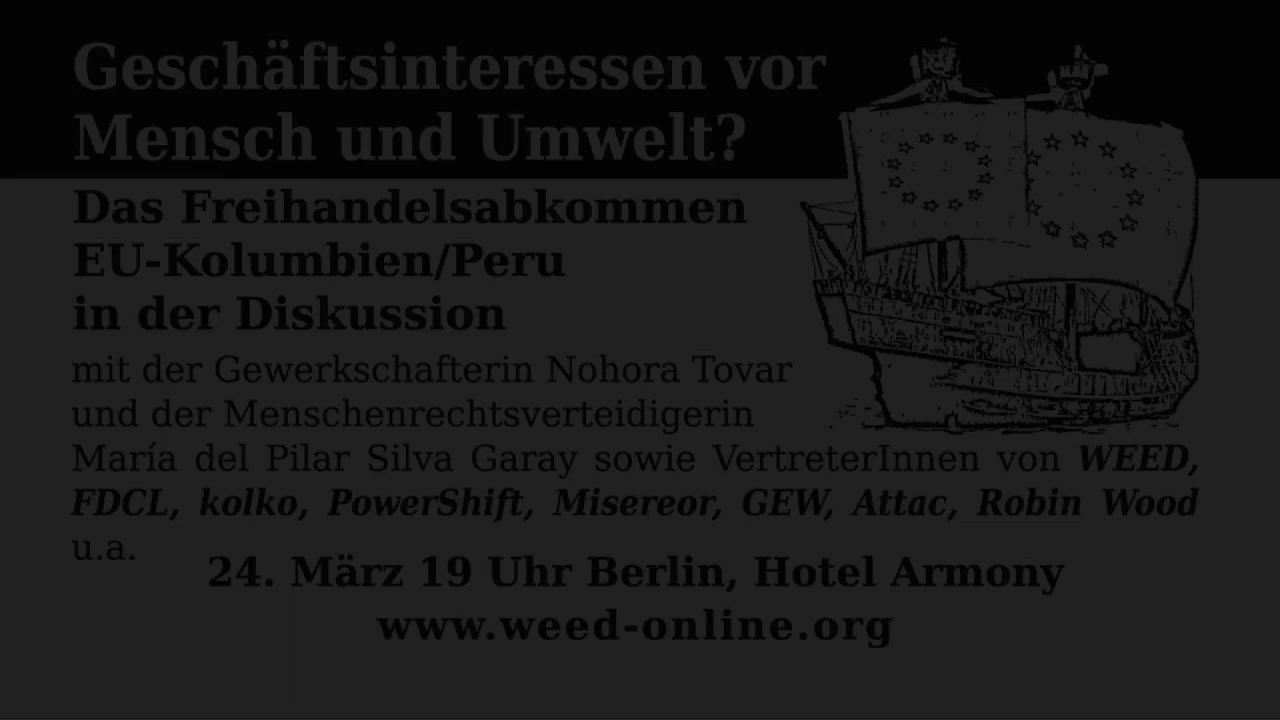 Geschäftsinteressen vor
Mensch und Umwelt?
Das Freihandelsabkommen
EU-Kolumbien/Peru
in der Diskussion
mit der Gewerkschafterin Nohora Tovar
und der Menschenrechtsverteidigerin
María del Pilar Silva Garay sowie VertreterInnen von WEED,
FDCL, kolko, PowerShift, Misereor, GEW, Attac, Robin Wood
u.a.
24. März 19 Uhr Berlin, Hotel Armony
www.weed-online.org